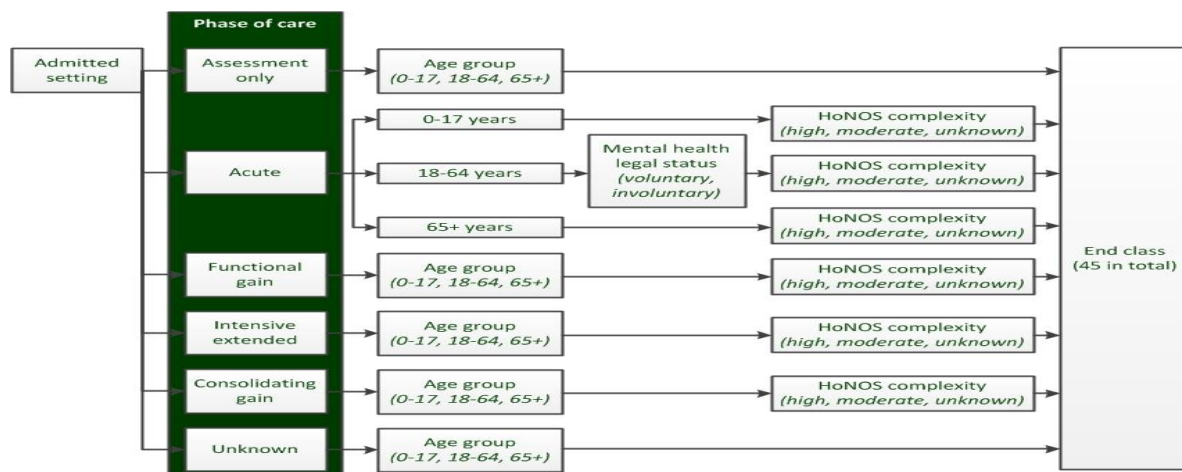 Phase of care
Admitted
setting
Assessment
only
Age group
(0-17, 18-64, 65+)
Acute
0-17 years
HoNOS complexity
(high, moderate, unknown)
18-64 years
Mental health
legal status
(voluntary,
involuntary)
HoNOS complexity
(high, moderate, unknown)
65+ years
HoNOS complexity
(high, moderate, unknown)
Functional
gain
Age group
(0-17, 18-64, 65+)
HoNOS complexity
(high, moderate, unknown)
Intensive
extended
Age group
(0-17, 18-64, 65+)
HoNOS complexity
(high, moderate, unknown)
Consolidating
gain
Age group
(0-17, 18-64, 65+)
HoNOS complexity
(high, moderate, unknown)
Unknown
Age group
(0-17, 18-64, 65+)
End class
(45 in total)